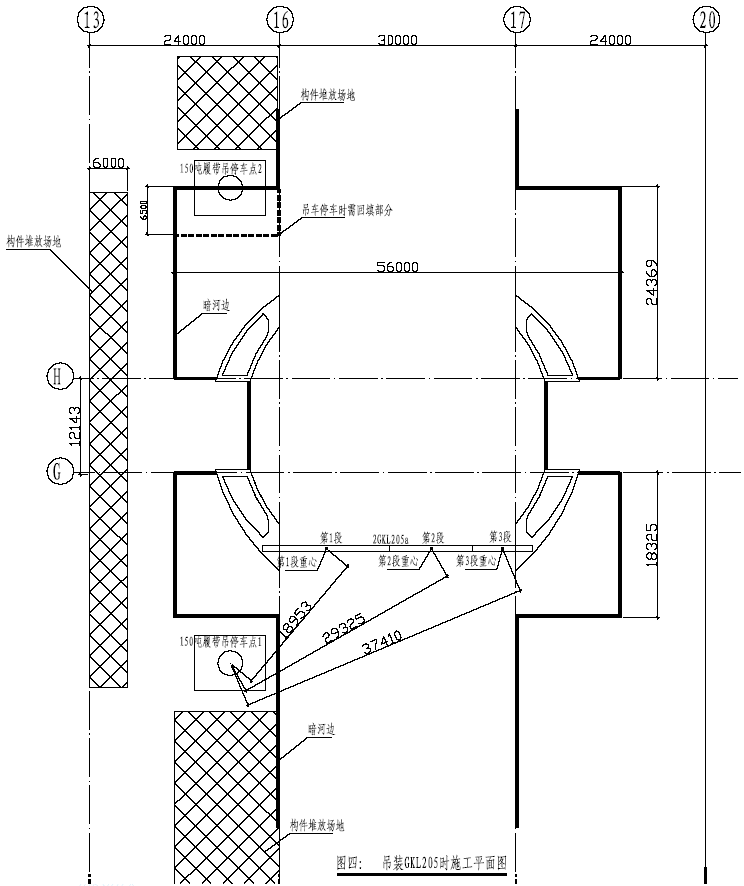 13
16
17
20
24000
30000
24000
构件堆放场地
6000
150吨履带吊停车点2
6500
吊车停车时需回填部分
构件堆放场地
56000
24369
暗河边
H
12143
G
第1段
2GKL205a
第2段
第3段
第1段重心
第2段重心
第3段重心
18325
18953
29325
37410
150吨履带吊停车点1
暗河边
构件堆放场地
图四： 吊装GKL205时施工平面图